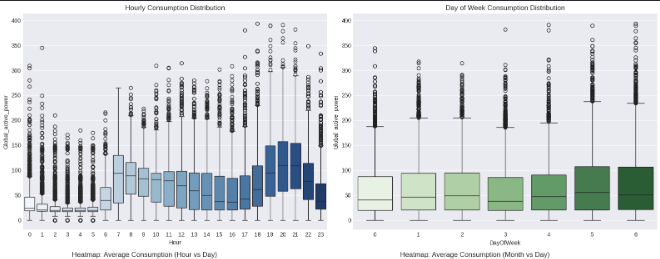 Hourly Consumption Distribution
Day of Week Consumption Distribution
400
350
300
250
200
150
100
50
0
Global_active_power
0 1 2 3 4 5 6 7 8 9 10 11 12 13 14 15 16 17 18 19 20 21 22 23
Hour
400
350
300
250
200
150
100
50
0
Global_active_power
0 1 2 3 4 5 6
DayOfWeek
Heatmap: Average Consumption (Hour vs Day)
Heatmap: Average Consumption (Month vs Day)